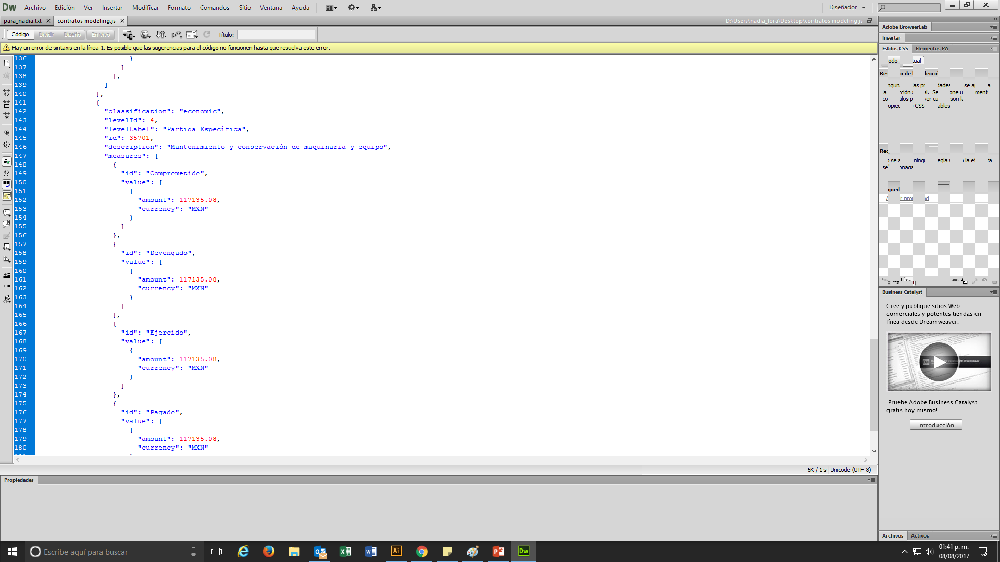 Dw Archivo Edición Ver Insertar Modificar Formato Comandos Sitio Ventana Ayuda Diseñador
para_nadia.txt contratos modeling.js D:\Users\nadia_lora\Desktop\contratos modeling.js
Código Dividir Diseño En vivo Título:
Hay un error de sintaxis en la línea 1. Es posible que las sugerencias para el código no funcionen hasta que resuelva este error.
136 }
137 ]
138 },
139 ]
140 },
141 {
142 "classification": "economic",
143 "levelId": 4,
144 "levelLabel": "Partida Específica",
145 "id": 35701,
146 "description": "Mantenimiento y conservación de maquinaria y equipo",
147 "measures": [
148 {
149 "id": "Comprometido",
150 "value": [
151 {
152 "amount": 117135.08,
153 "currency": "MXN"
154 }
155 ]
156 },
157 {
158 "id": "Devengado",
159 "value": [
160 {
161 "amount": 117135.08,
162 "currency": "MXN"
163 }
164 ]
165 },
166 {
167 "id": "Ejercido",
168 "value": [
169 {
170 "amount": 117135.08,
171 "currency": "MXN"
172 }
173 ]
174 },
175 {
176 "id": "Pagado",
177 "value": [
178 {
179 "amount": 117135.08,
180 "currency": "MXN"
6K / 1 s Unicode (UTF-8)
Propiedades
Adobe BrowserLab
Insertar
Estilos CSS Elementos PA
Todo Actual
Resumen de la selección
Ninguna de las propiedades CSS se aplica a
la selección actual. Seleccione un elemento
con estilos para ver cuáles son las
propiedades CSS aplicables.
Reglas
No se aplica ninguna regla CSS a la etiqueta
seleccionada.
Propiedades
Añadir propiedad
Business Catalyst
Cree y publique sitios Web
comerciales y potentes tiendas en
línea desde Dreamweaver.
¡Pruebe Adobe Business Catalyst
gratis hoy mismo!
Introducción
Archivos Activos
Escribe aquí para buscar
Ai
Dw
01:41 p. m.
08/08/2017